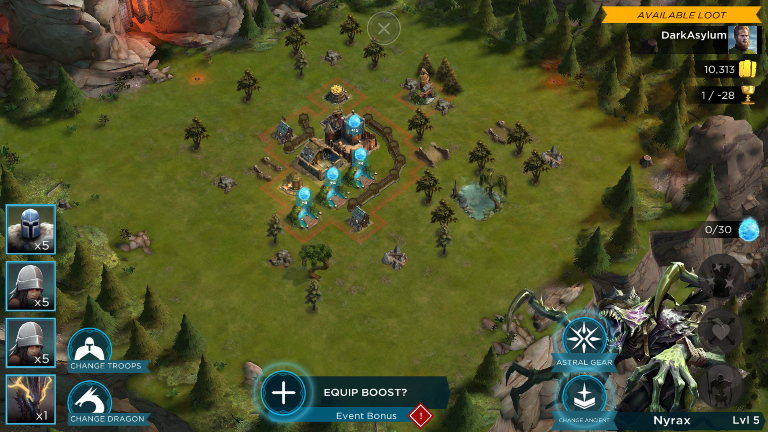 AVAILABLE LOOT
DarkAsylum
10,313
1 / -28
0/30
x5
x5
x5
x1
CHANGE TROOPS
CHANGE DRAGON
EQUIP BOOST?
Event Bonus
ASTRAL GEAR
CHANGE ANCIENT
Nyrax Lvl 5